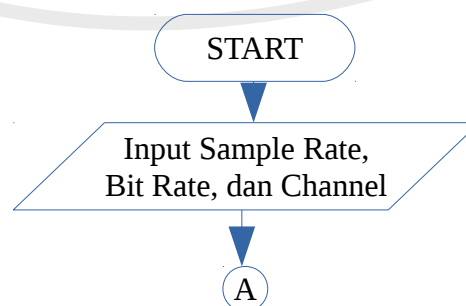 START
Input Sample Rate,
Bit Rate, dan Channel
A